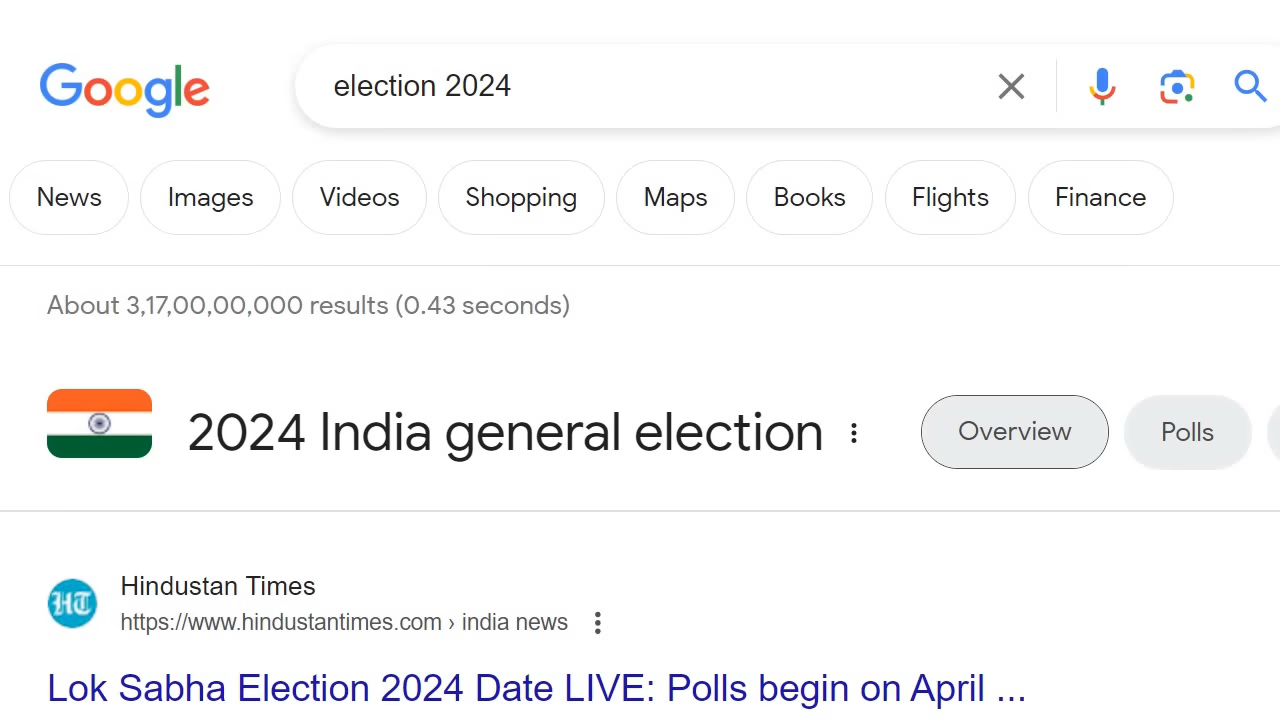 Google
election 2024
News Images Videos Shopping Maps Books Flights Finance
About 3,17,00,00,000 results (0.43 seconds)
2024 India general election Overview Polls
HT
Hindustan Times
https://www.hindustantimes.com › india news
Lok Sabha Election 2024 Date LIVE: Polls begin on April ...